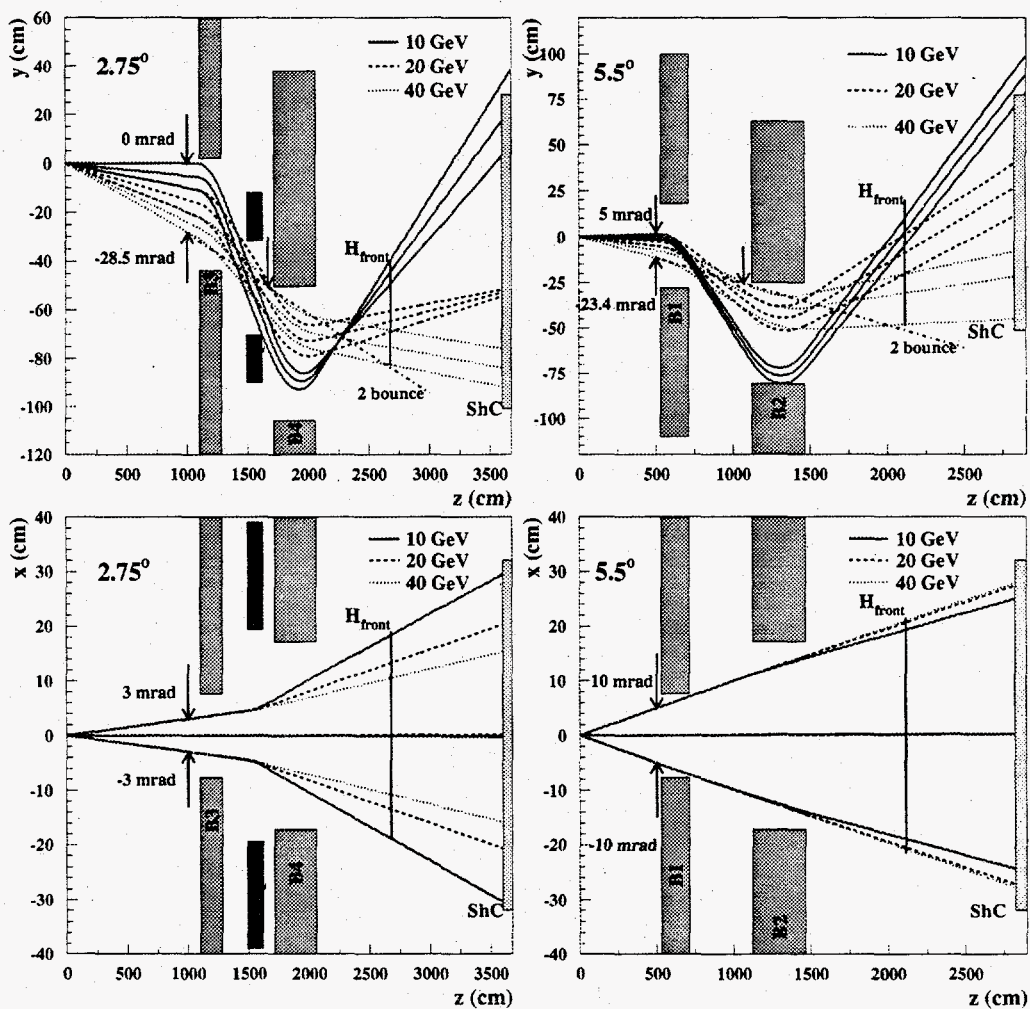 y (cm)
60
40
20
0
-20
-40
-60
-80
-100
-120
2.75°
10 GeV
20 GeV
40 GeV
0 mrad
-28.5 mrad
B3
B4
H_front
2 bounce
ShC
0 500 1000 1500 2000 2500 3000 3500
z (cm)
y (cm)
100
75
50
25
0
-25
-50
-75
-100
5.5°
10 GeV
20 GeV
40 GeV
5 mrad
-23.4 mrad
B1
B2
H_front
2 bounce
ShC
0 500 1000 1500 2000 2500
z (cm)
x (cm)
40
30
20
10
0
-10
-20
-30
-40
2.75°
10 GeV
20 GeV
40 GeV
3 mrad
-3 mrad
B3
B4
H_front
ShC
0 500 1000 1500 2000 2500 3000 3500
z (cm)
x (cm)
40
30
20
10
0
-10
-20
-30
-40
5.5°
10 GeV
20 GeV
40 GeV
10 mrad
-10 mrad
B1
B2
H_front
ShC
0 500 1000 1500 2000 2500
z (cm)